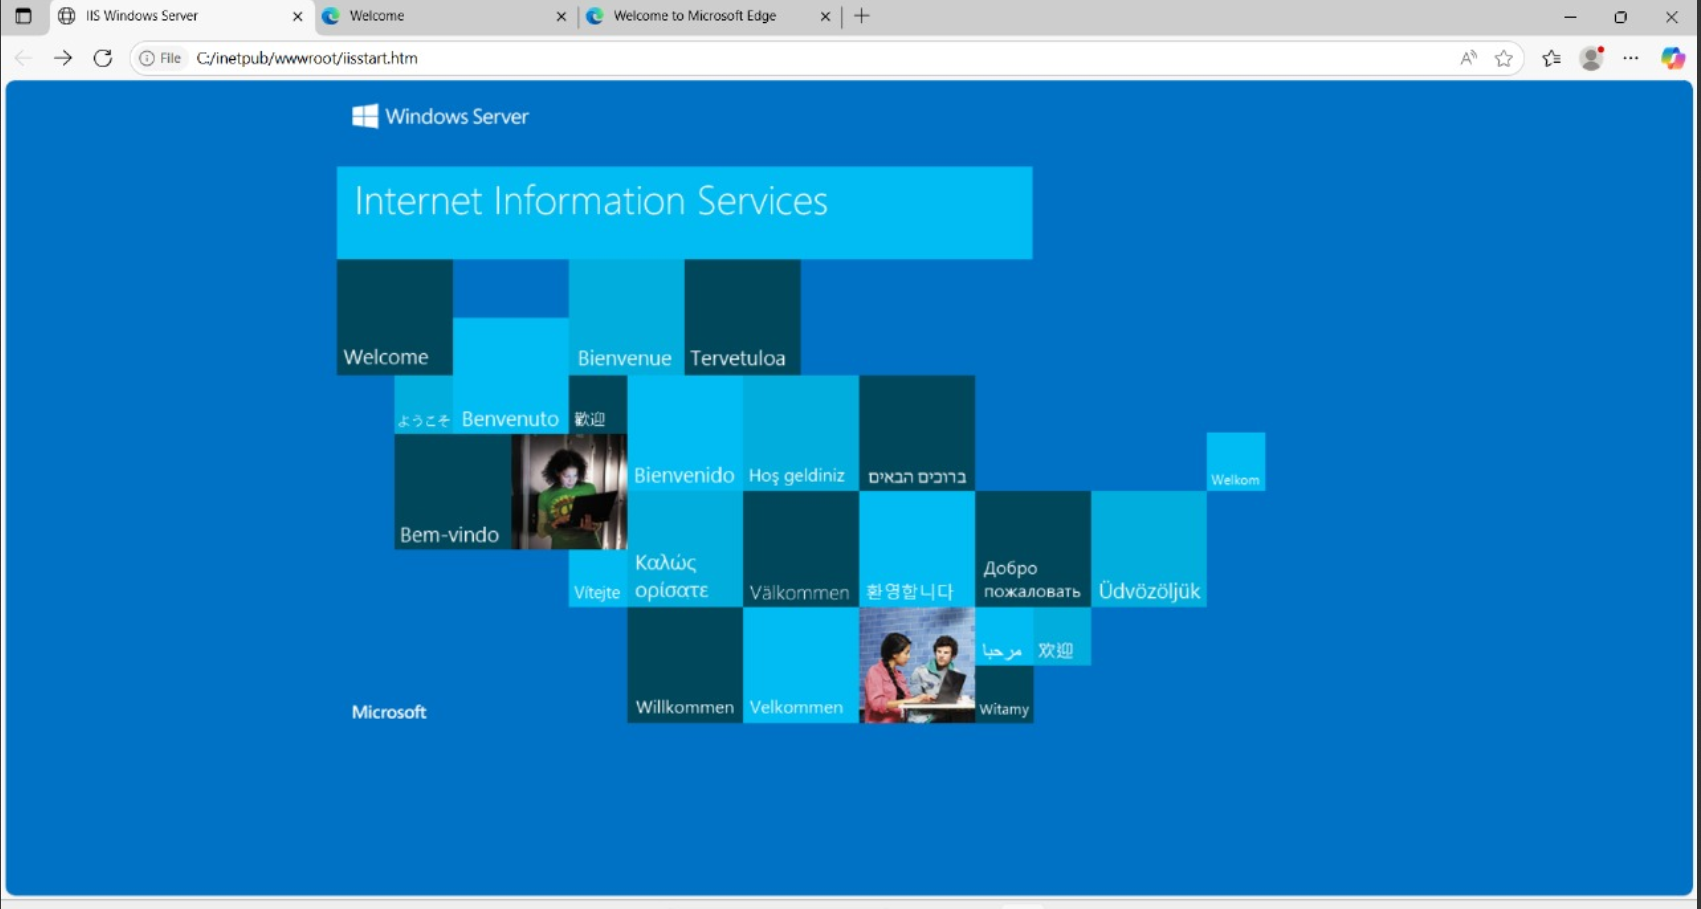 IIS Windows Server
Welcome
Welcome to Microsoft Edge
File
C:/inetpub/wwwroot/iisstart.htm
Windows Server
Internet Information Services
Welcome
Bienvenue
Tervetuloa
ようこそ
Benvenuto
歡迎
Bienvenido
Hoş geldiniz
ברוכים הבאים
Welkom
Bem-vindo
Vítejte
Καλώς
ορίσατε
Välkommen
환영합니다
Добро
пожаловать
Üdvözöljük
مرحبا
欢迎
Microsoft
Willkommen
Velkommen
Witamy